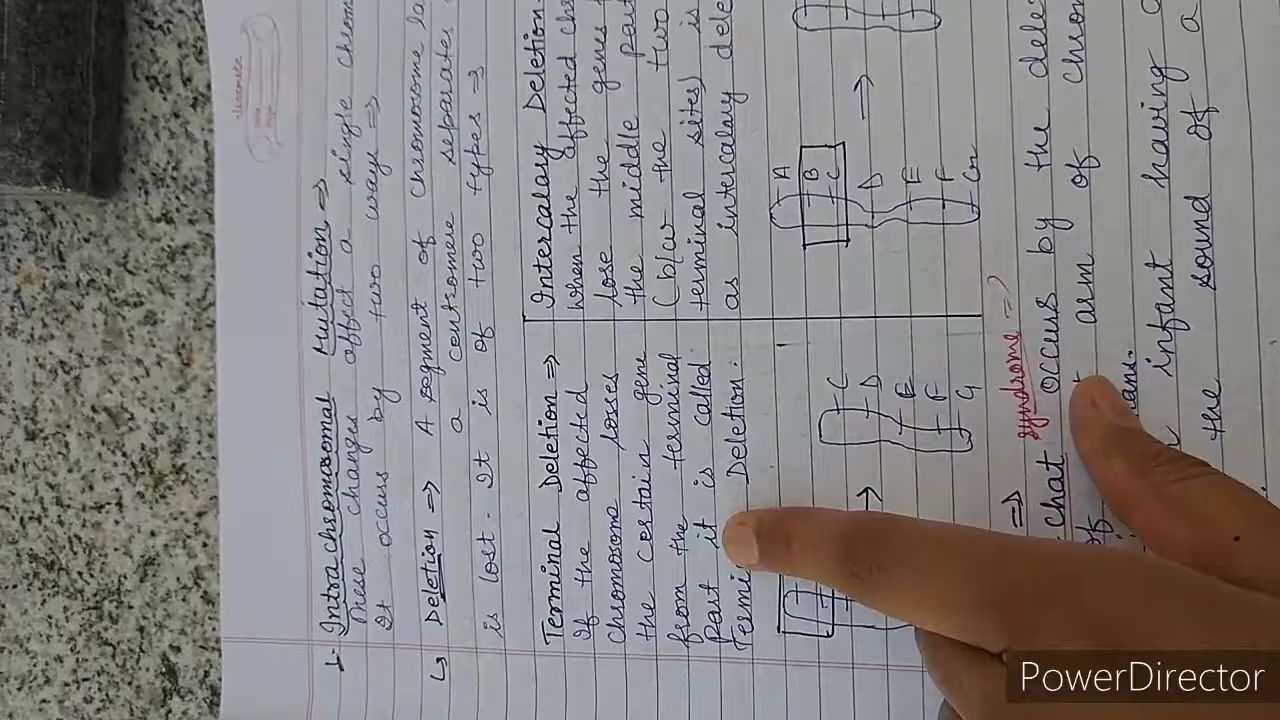 1- Intrachromosomal Mutation ⇒
These changes affect a single chrom
It occurs by two way ⇒
↳ Deletion ⇒ A segment of chromosome la
a centromere separates
is lost. It is of two types ⇒
Terminal Deletion ⇒
If the affected
chromosome losses
the certain gene
from the terminal
part it is called
Termi Deletion.
Intercalary Deletion
when the affected ch
lose the genes
the middle part
(b/w the two
terminal sites) is
as intercalary dele
C
D
E
F
G
→
A
B
C
D
E
F
G
→
⇒
chat syndrome ⇒
of occurs by the dele
arm of chrom
infant having a
the sound of a
PowerDirector